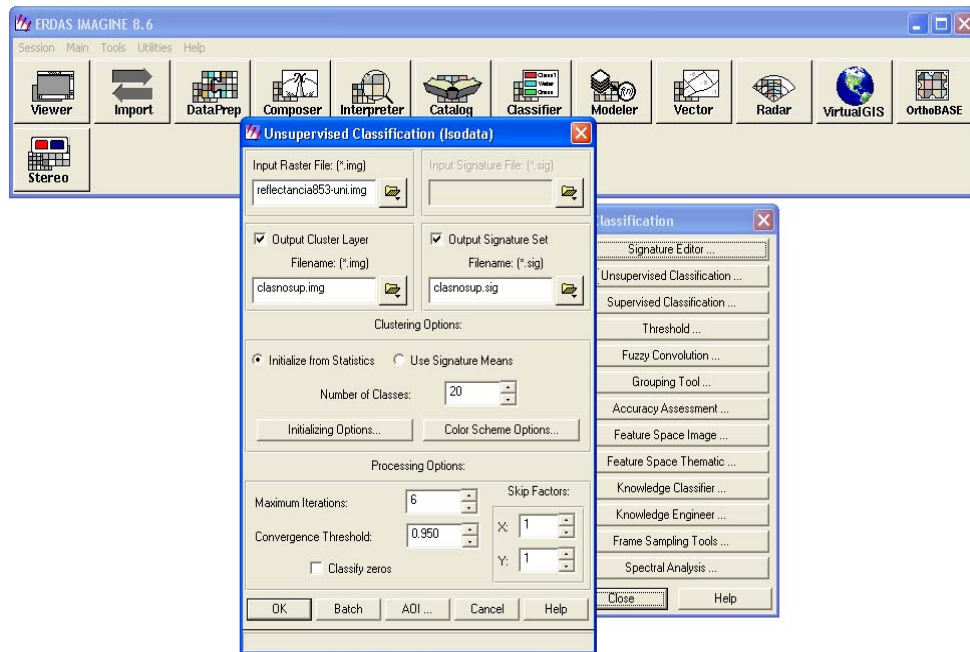 ERDAS IMAGINE 8.6
Session Main Tools Utilities Help
Viewer Import DataPrep Composer Interpreter Catalog Classifier Modeler Vector Radar VirtualGIS OrthoBASE
Stereo
Unsupervised Classification (Isodata)
Input Raster File: (*.img) Input Signature File: (*.sig)
reflectancia853-uni.img
Output Cluster Layer Output Signature Set
Filename: (*.img) Filename: (*.sig)
clasnosup.img clasnosup.sig
Clustering Options:
Initialize from Statistics Use Signature Means
Number of Classes: 20
Initializing Options... Color Scheme Options...
Processing Options:
Maximum Iterations: 6 Skip Factors:
Convergence Threshold: 0.950 X: 1
Classify zeros Y: 1
OK Batch AOI ... Cancel Help
Classification
Signature Editor ...
Unsupervised Classification ...
Supervised Classification ...
Threshold ...
Fuzzy Convolution ...
Grouping Tool ...
Accuracy Assessment ...
Feature Space Image ...
Feature Space Thematic ...
Knowledge Classifier ...
Knowledge Engineer ...
Frame Sampling Tools ...
Spectral Analysis ...
Close Help